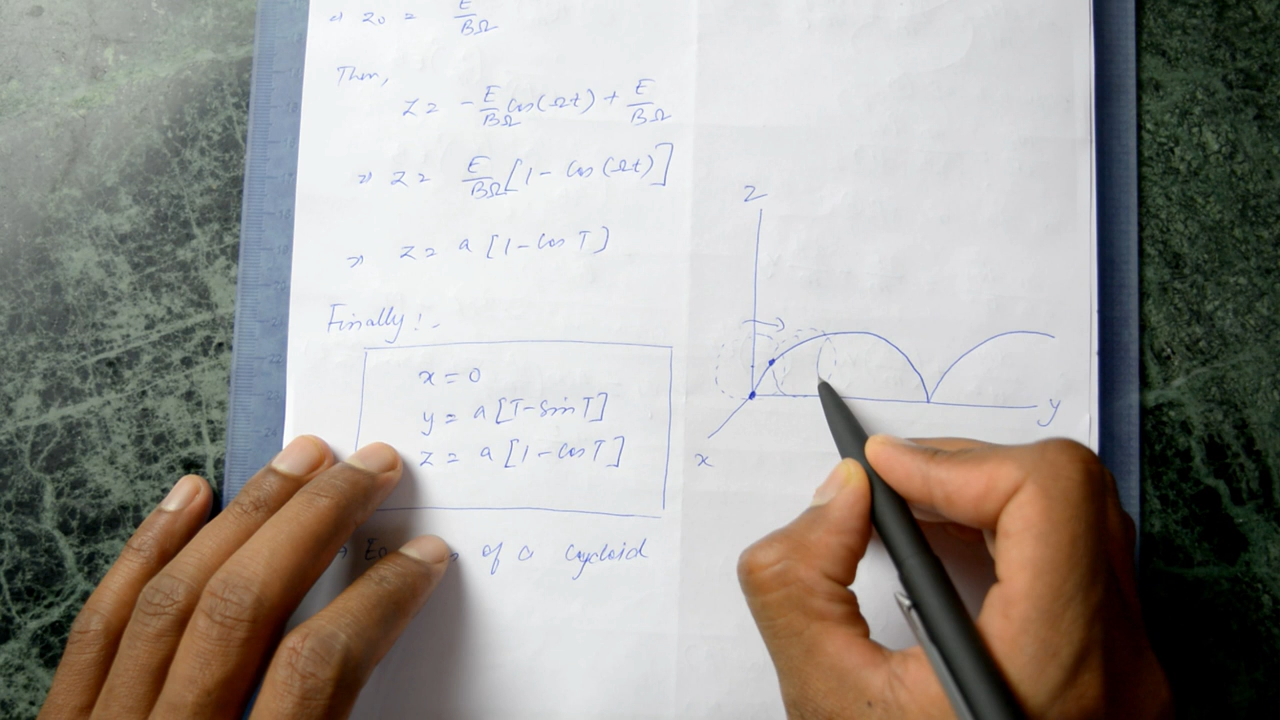 ⇒ z₀ = E/BΩ
Then,
z = -E/BΩ Cos(Ωt) + E/BΩ
⇒ z = E/BΩ [1 - Cos(Ωt)]
⇒ z = a [1 - Cos T]
Finally!
x = 0
y = a [T - Sin T]
z = a [1 - Cos T]
of a cycloid
z
y
x